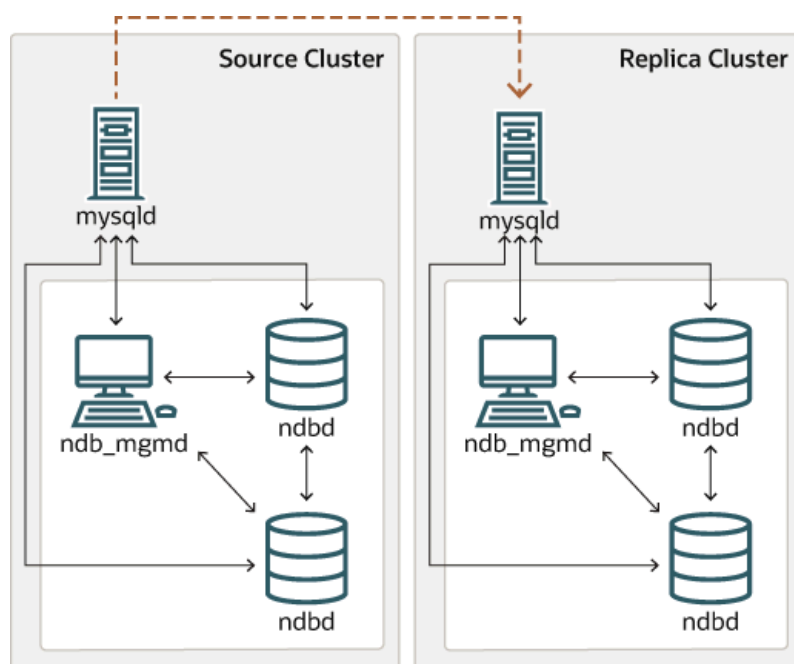 Source Cluster
mysqld
ndb_mgmd
ndbd
ndbd
Replica Cluster
mysqld
ndb_mgmd
ndbd
ndbd